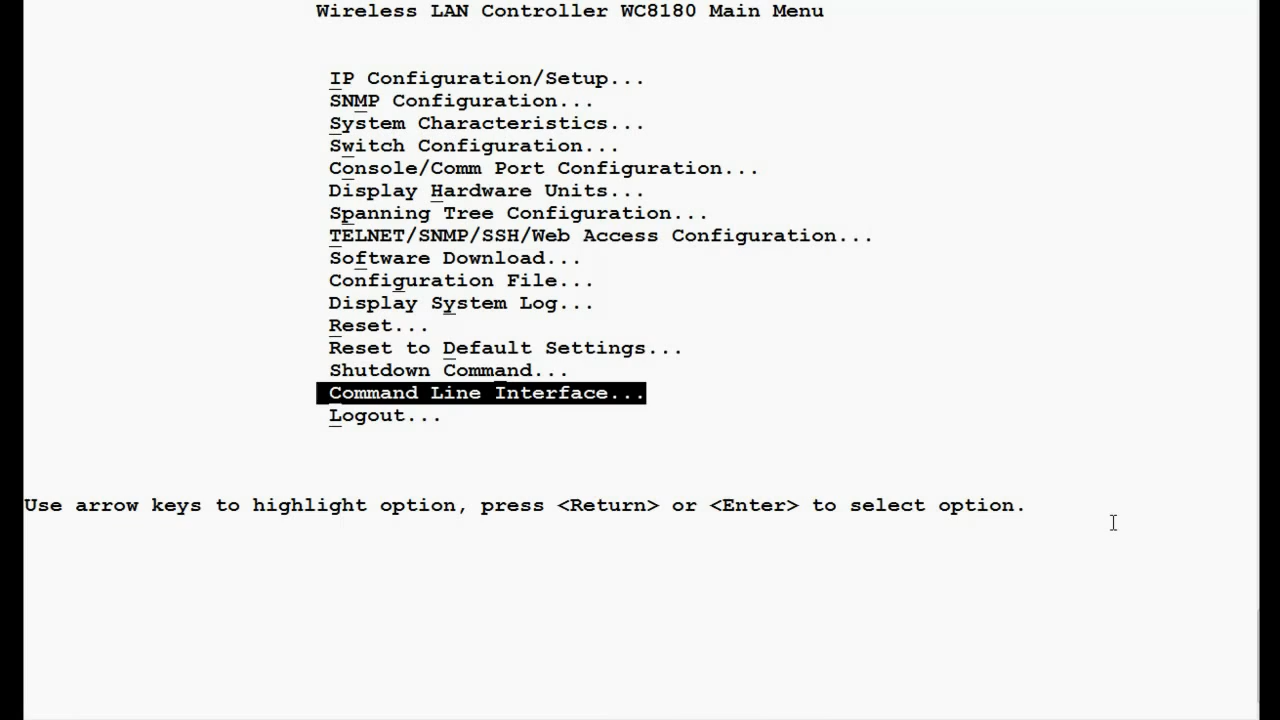 Wireless LAN Controller WC8180 Main Menu
IP Configuration/Setup...
SNMP Configuration...
System Characteristics...
Switch Configuration...
Console/Comm Port Configuration...
Display Hardware Units...
Spanning Tree Configuration...
TELNET/SNMP/SSH/Web Access Configuration...
Software Download...
Configuration File...
Display System Log...
Reset...
Reset to Default Settings...
Shutdown Command...
Command Line Interface...
Logout...
Use arrow keys to highlight option, press <Return> or <Enter> to select option.